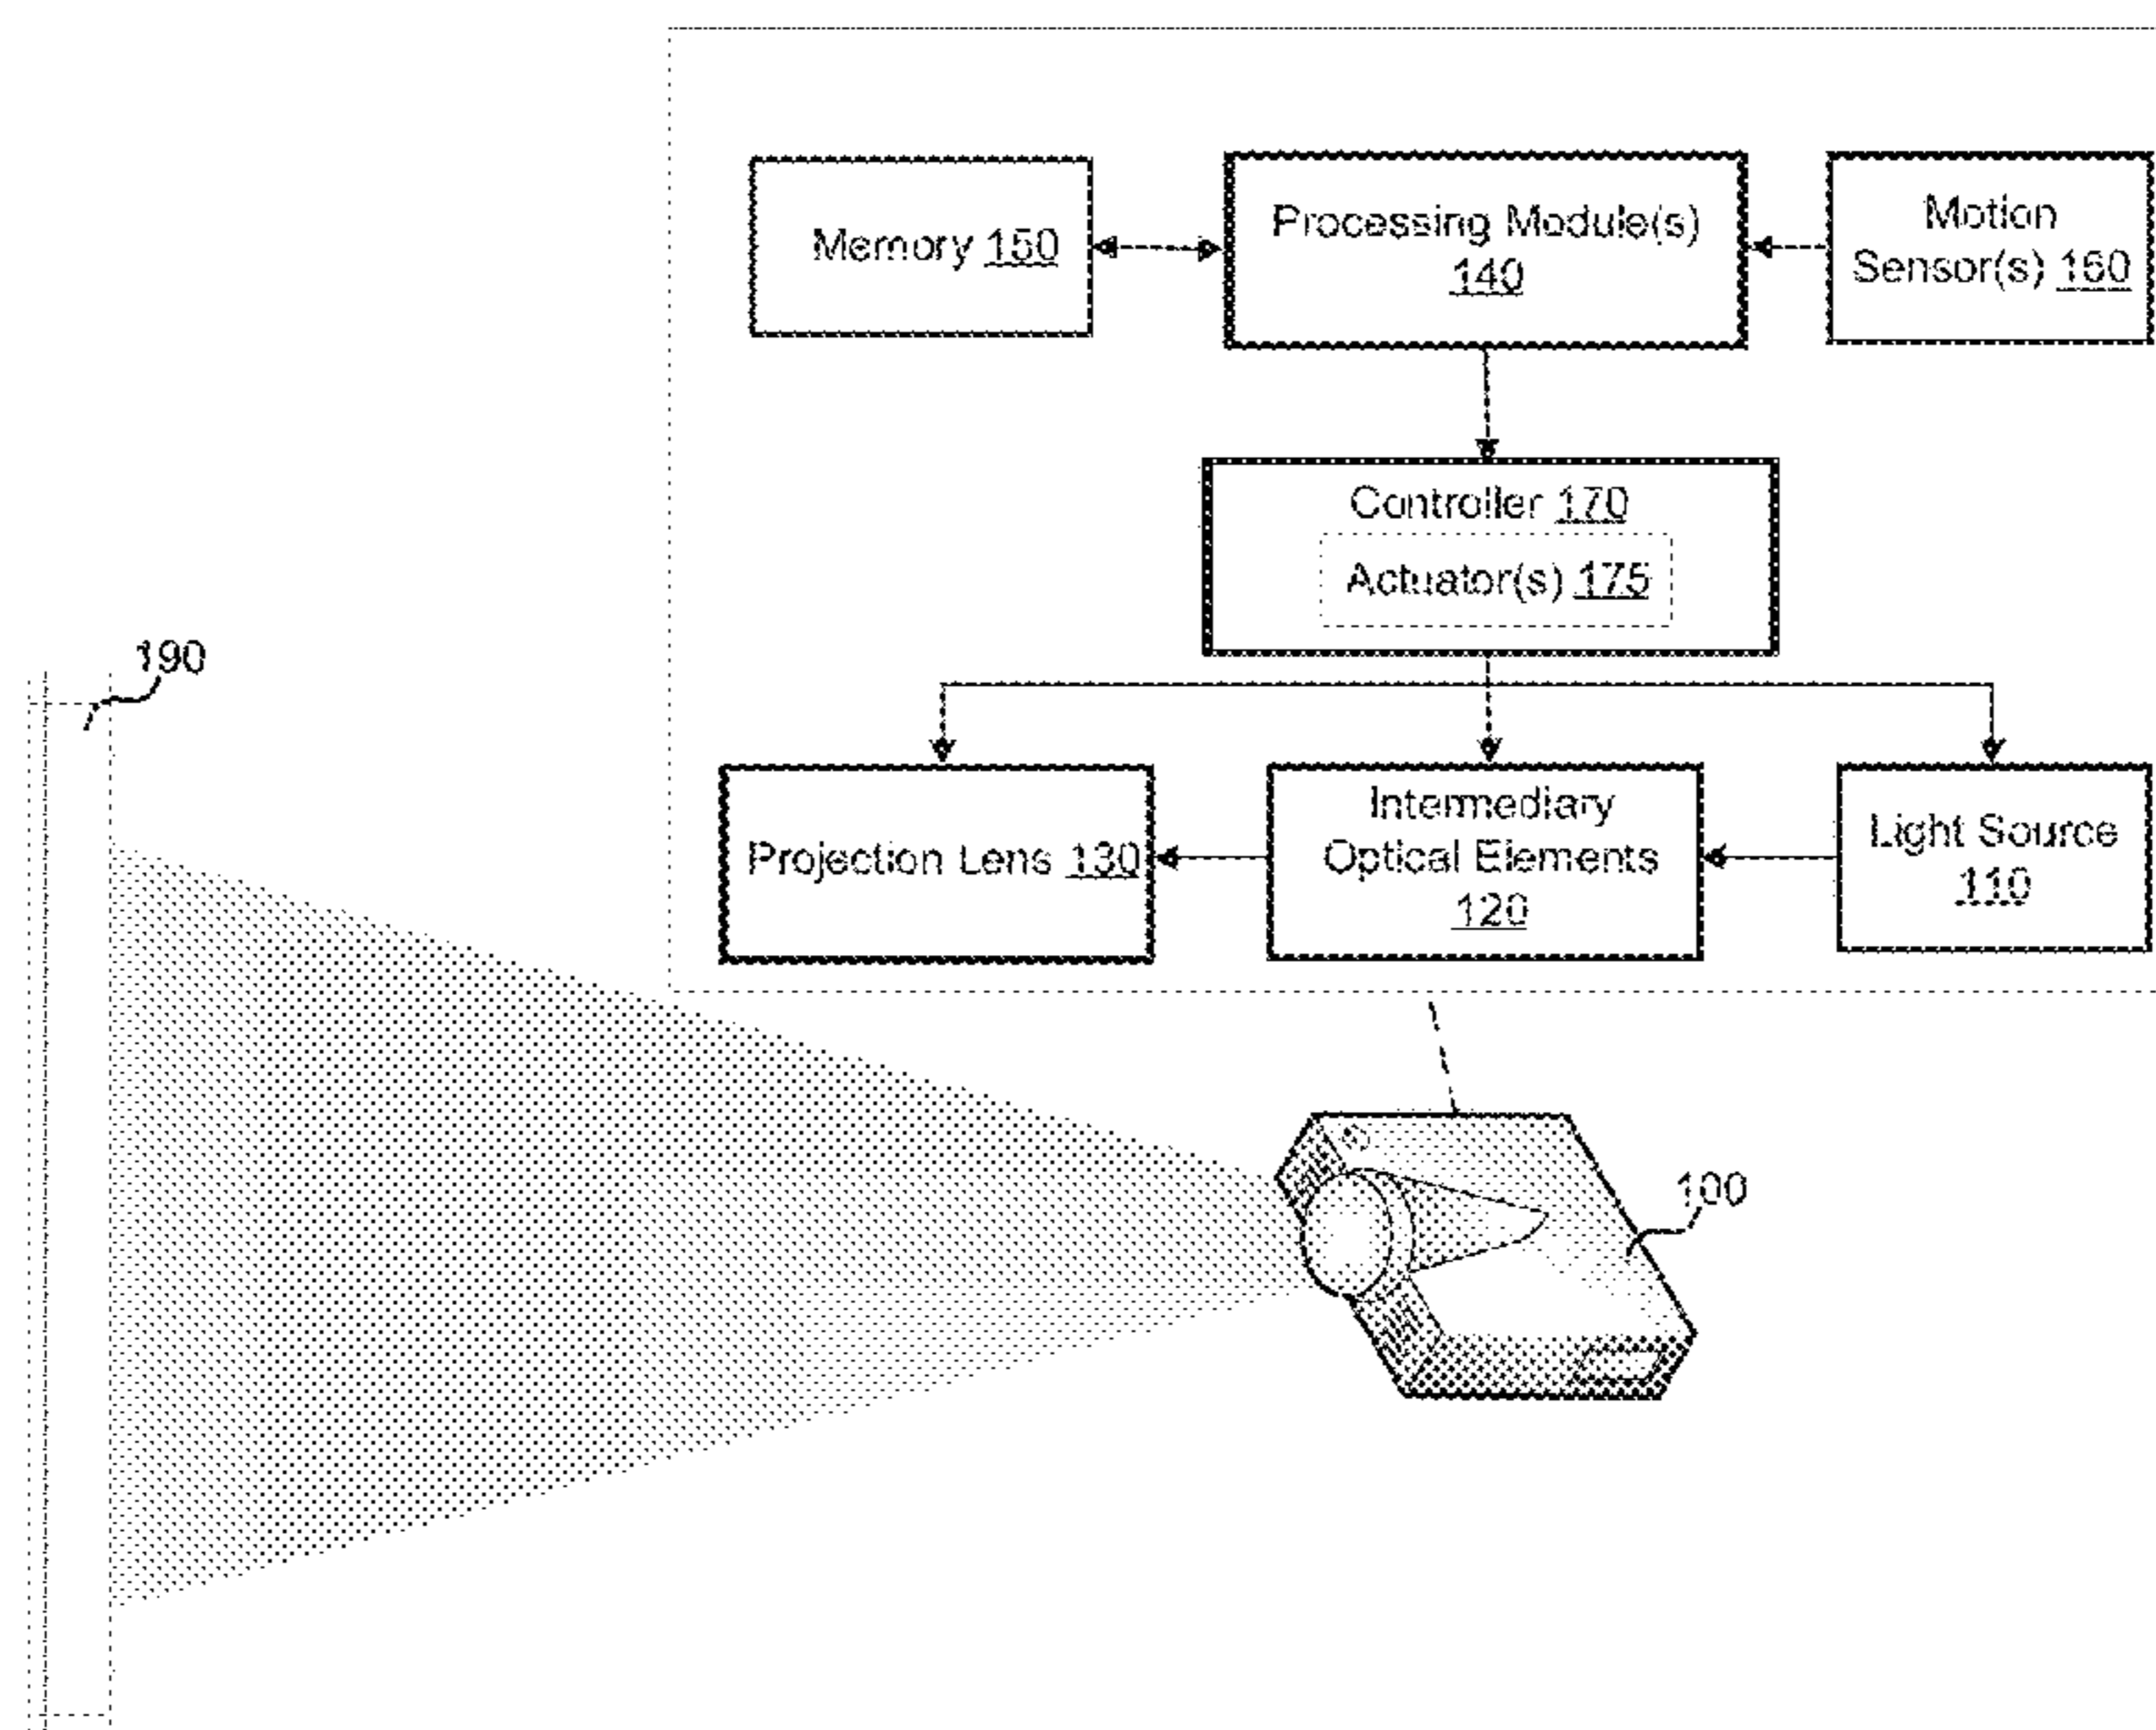 Memory 150
Processing Module(s)
140
Motion
Sensor(s) 160
Controller 170
Actuator(s) 175
190
Projection Lens 130
Intermediary
Optical Elements
120
Light Source
110
100